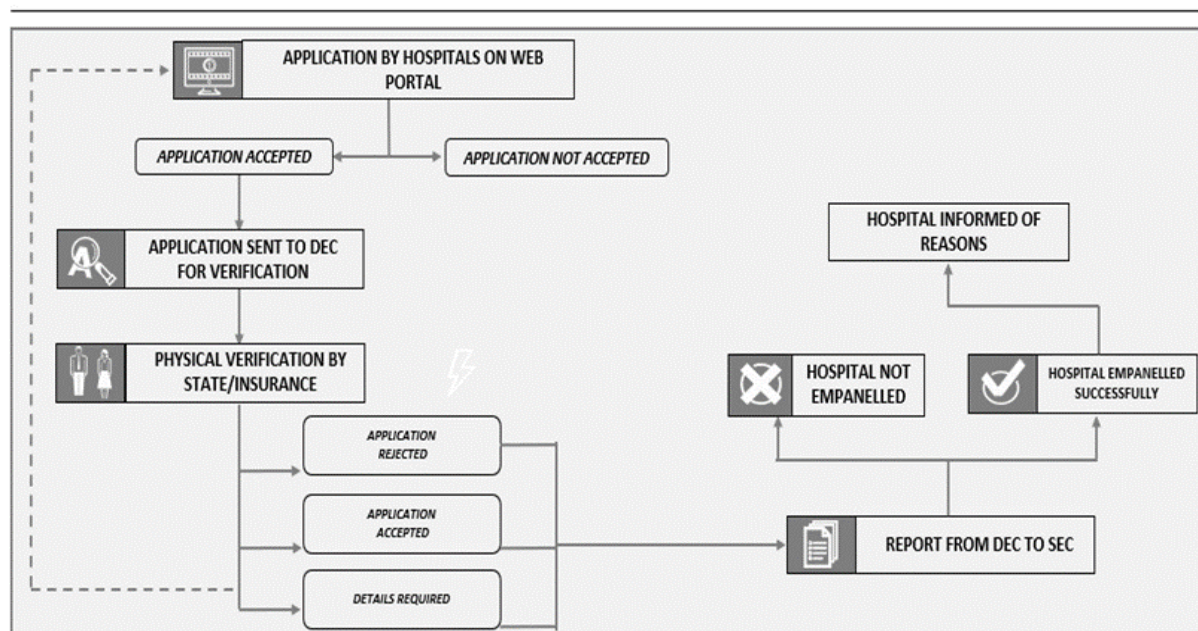 APPLICATION BY HOSPITALS ON WEB
PORTAL
APPLICATION ACCEPTED
APPLICATION NOT ACCEPTED
APPLICATION SENT TO DEC
FOR VERIFICATION
PHYSICAL VERIFICATION BY
STATE/INSURANCE
APPLICATION
REJECTED
APPLICATION
ACCEPTED
DETAILS REQUIRED
HOSPITAL INFORMED OF
REASONS
HOSPITAL NOT
EMPANELLED
HOSPITAL EMPANELLED
SUCCESSFULLY
REPORT FROM DEC TO SEC